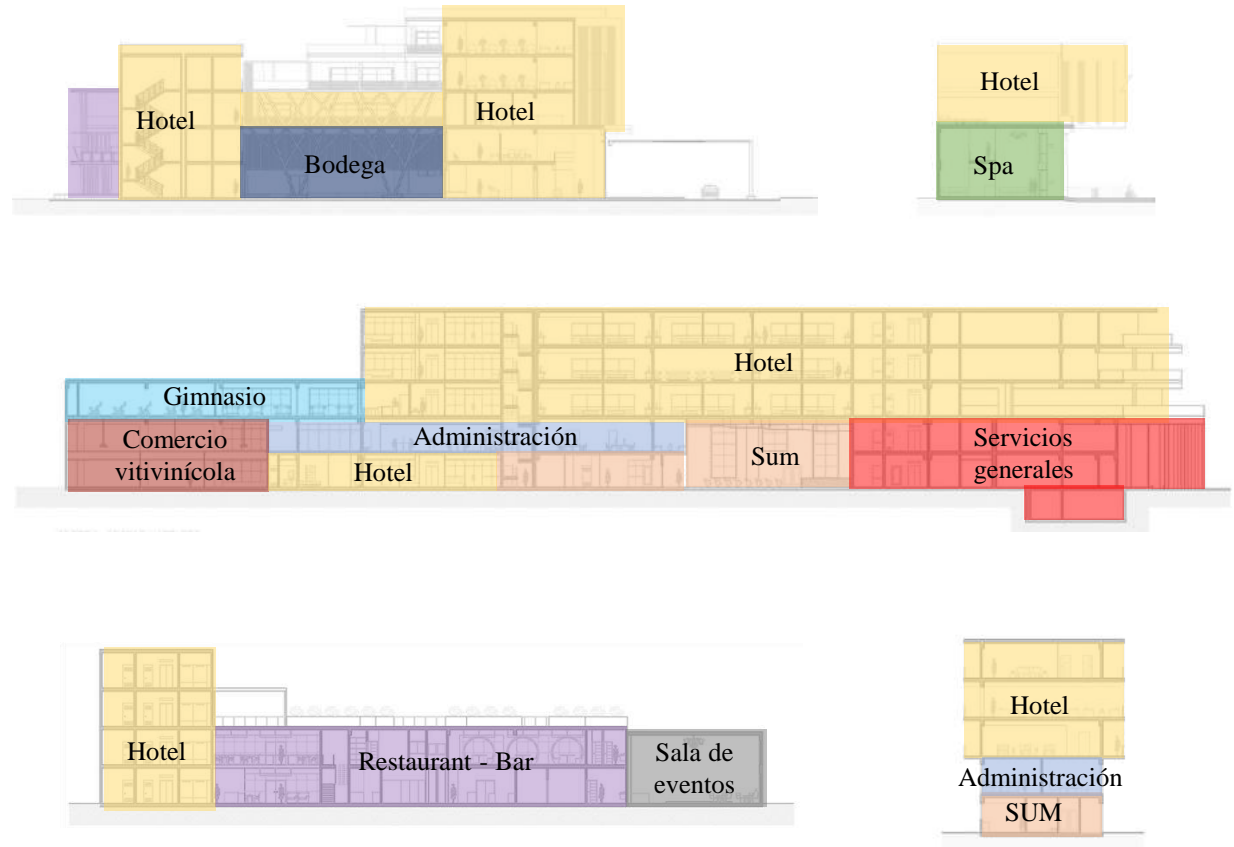 Hotel
Hotel
Bodega
Hotel
Spa
Hotel
Gimnasio
Comercio
vitivinícola
Administración
Hotel
Sum
Servicios
generales
Hotel
Restaurant - Bar
Sala de
eventos
Hotel
Administración
SUM